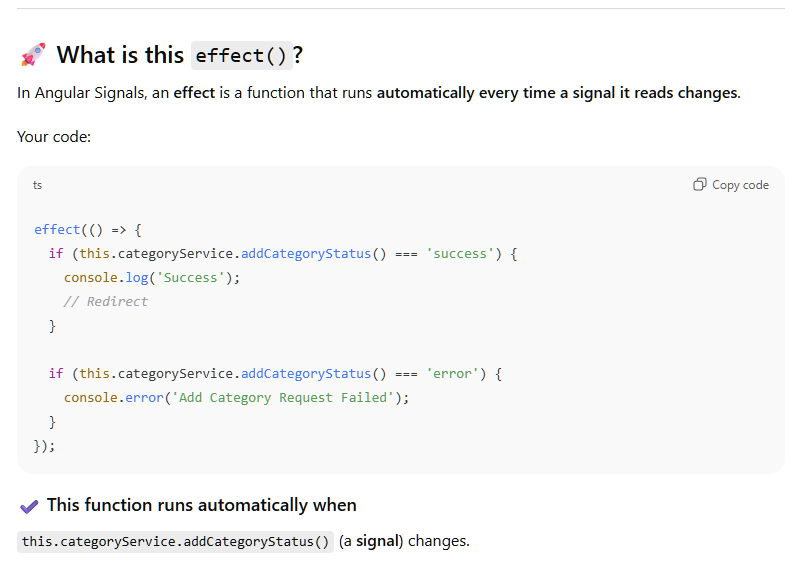 🚀 What is this effect()?
In Angular Signals, an effect is a function that runs automatically every time a signal it reads changes.
Your code:
ts
Copy code
effect(() => {
  if (this.categoryService.addCategoryStatus() === 'success') {
    console.log('Success');
    // Redirect
  }

  if (this.categoryService.addCategoryStatus() === 'error') {
    console.error('Add Category Request Failed');
  }
});
✔ This function runs automatically when
this.categoryService.addCategoryStatus() (a signal) changes.